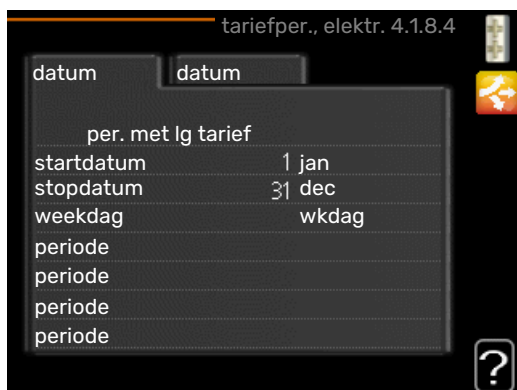 tariefper., elektr. 4.1.8.4
datum datum
per. met lg tarief
startdatum 1 jan
stopdatum 31 dec
weekdag wkdag
periode
periode
periode
periode
?